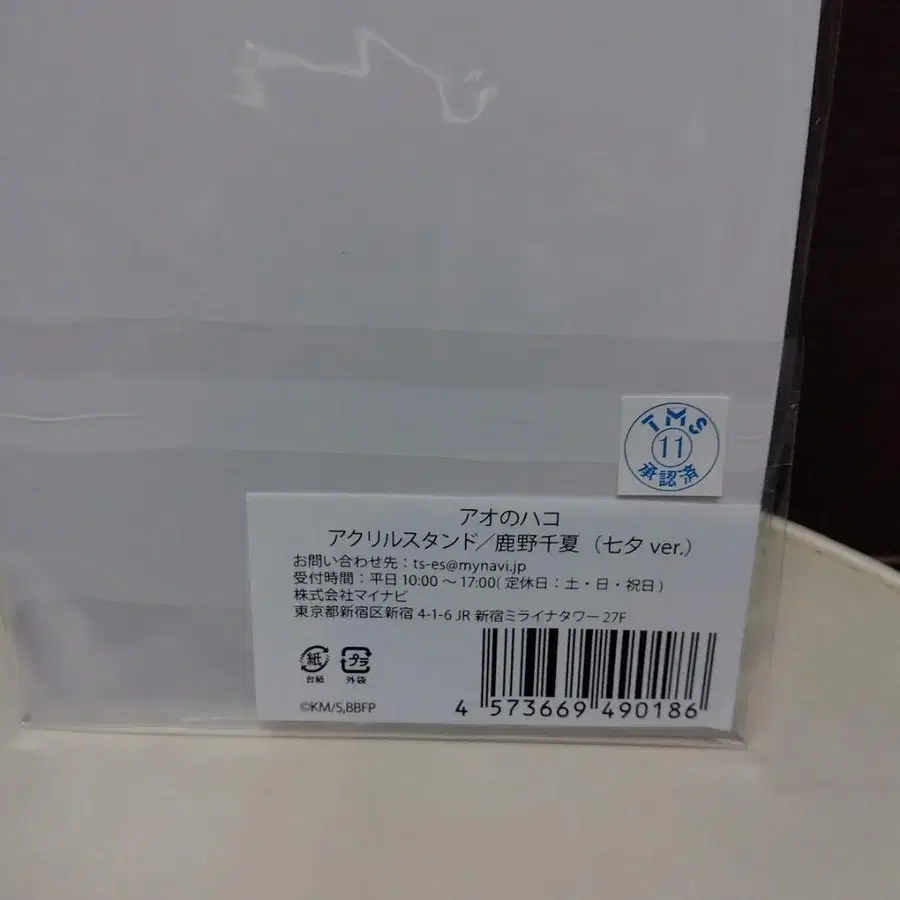 TMS
11
承認済
アオのハコ
アクリルスタンド／鹿野千夏（七夕 ver.）
お問い合わせ先：ts-es@mynavi.jp
受付時間：平日 10:00 〜 17:00( 定休日：土・日・祝日 )
株式会社マイナビ
東京都新宿区新宿 4-1-6 JR 新宿ミライナタワー 27F
紙 プラ
台紙 外袋
©KM/S,BBFP
4 573669 490186